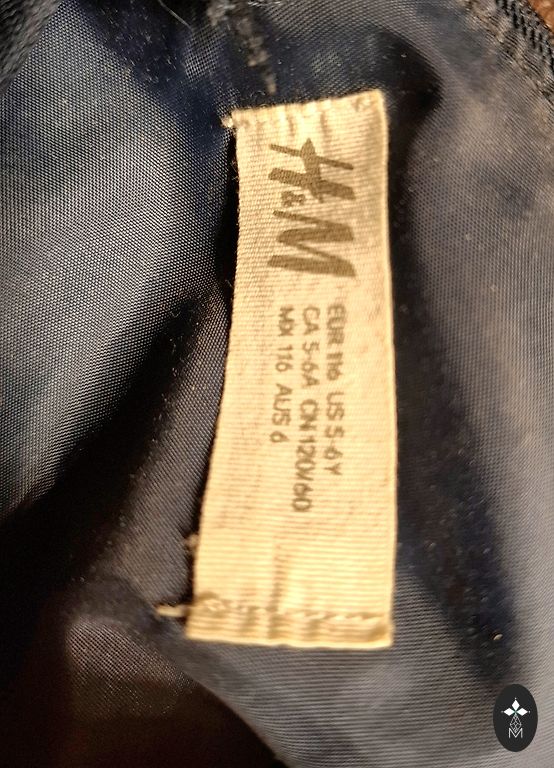 H&M
EUR 116 US 5-6Y
CA 5-6A CN 120/60
MX 116 AUS 6
M